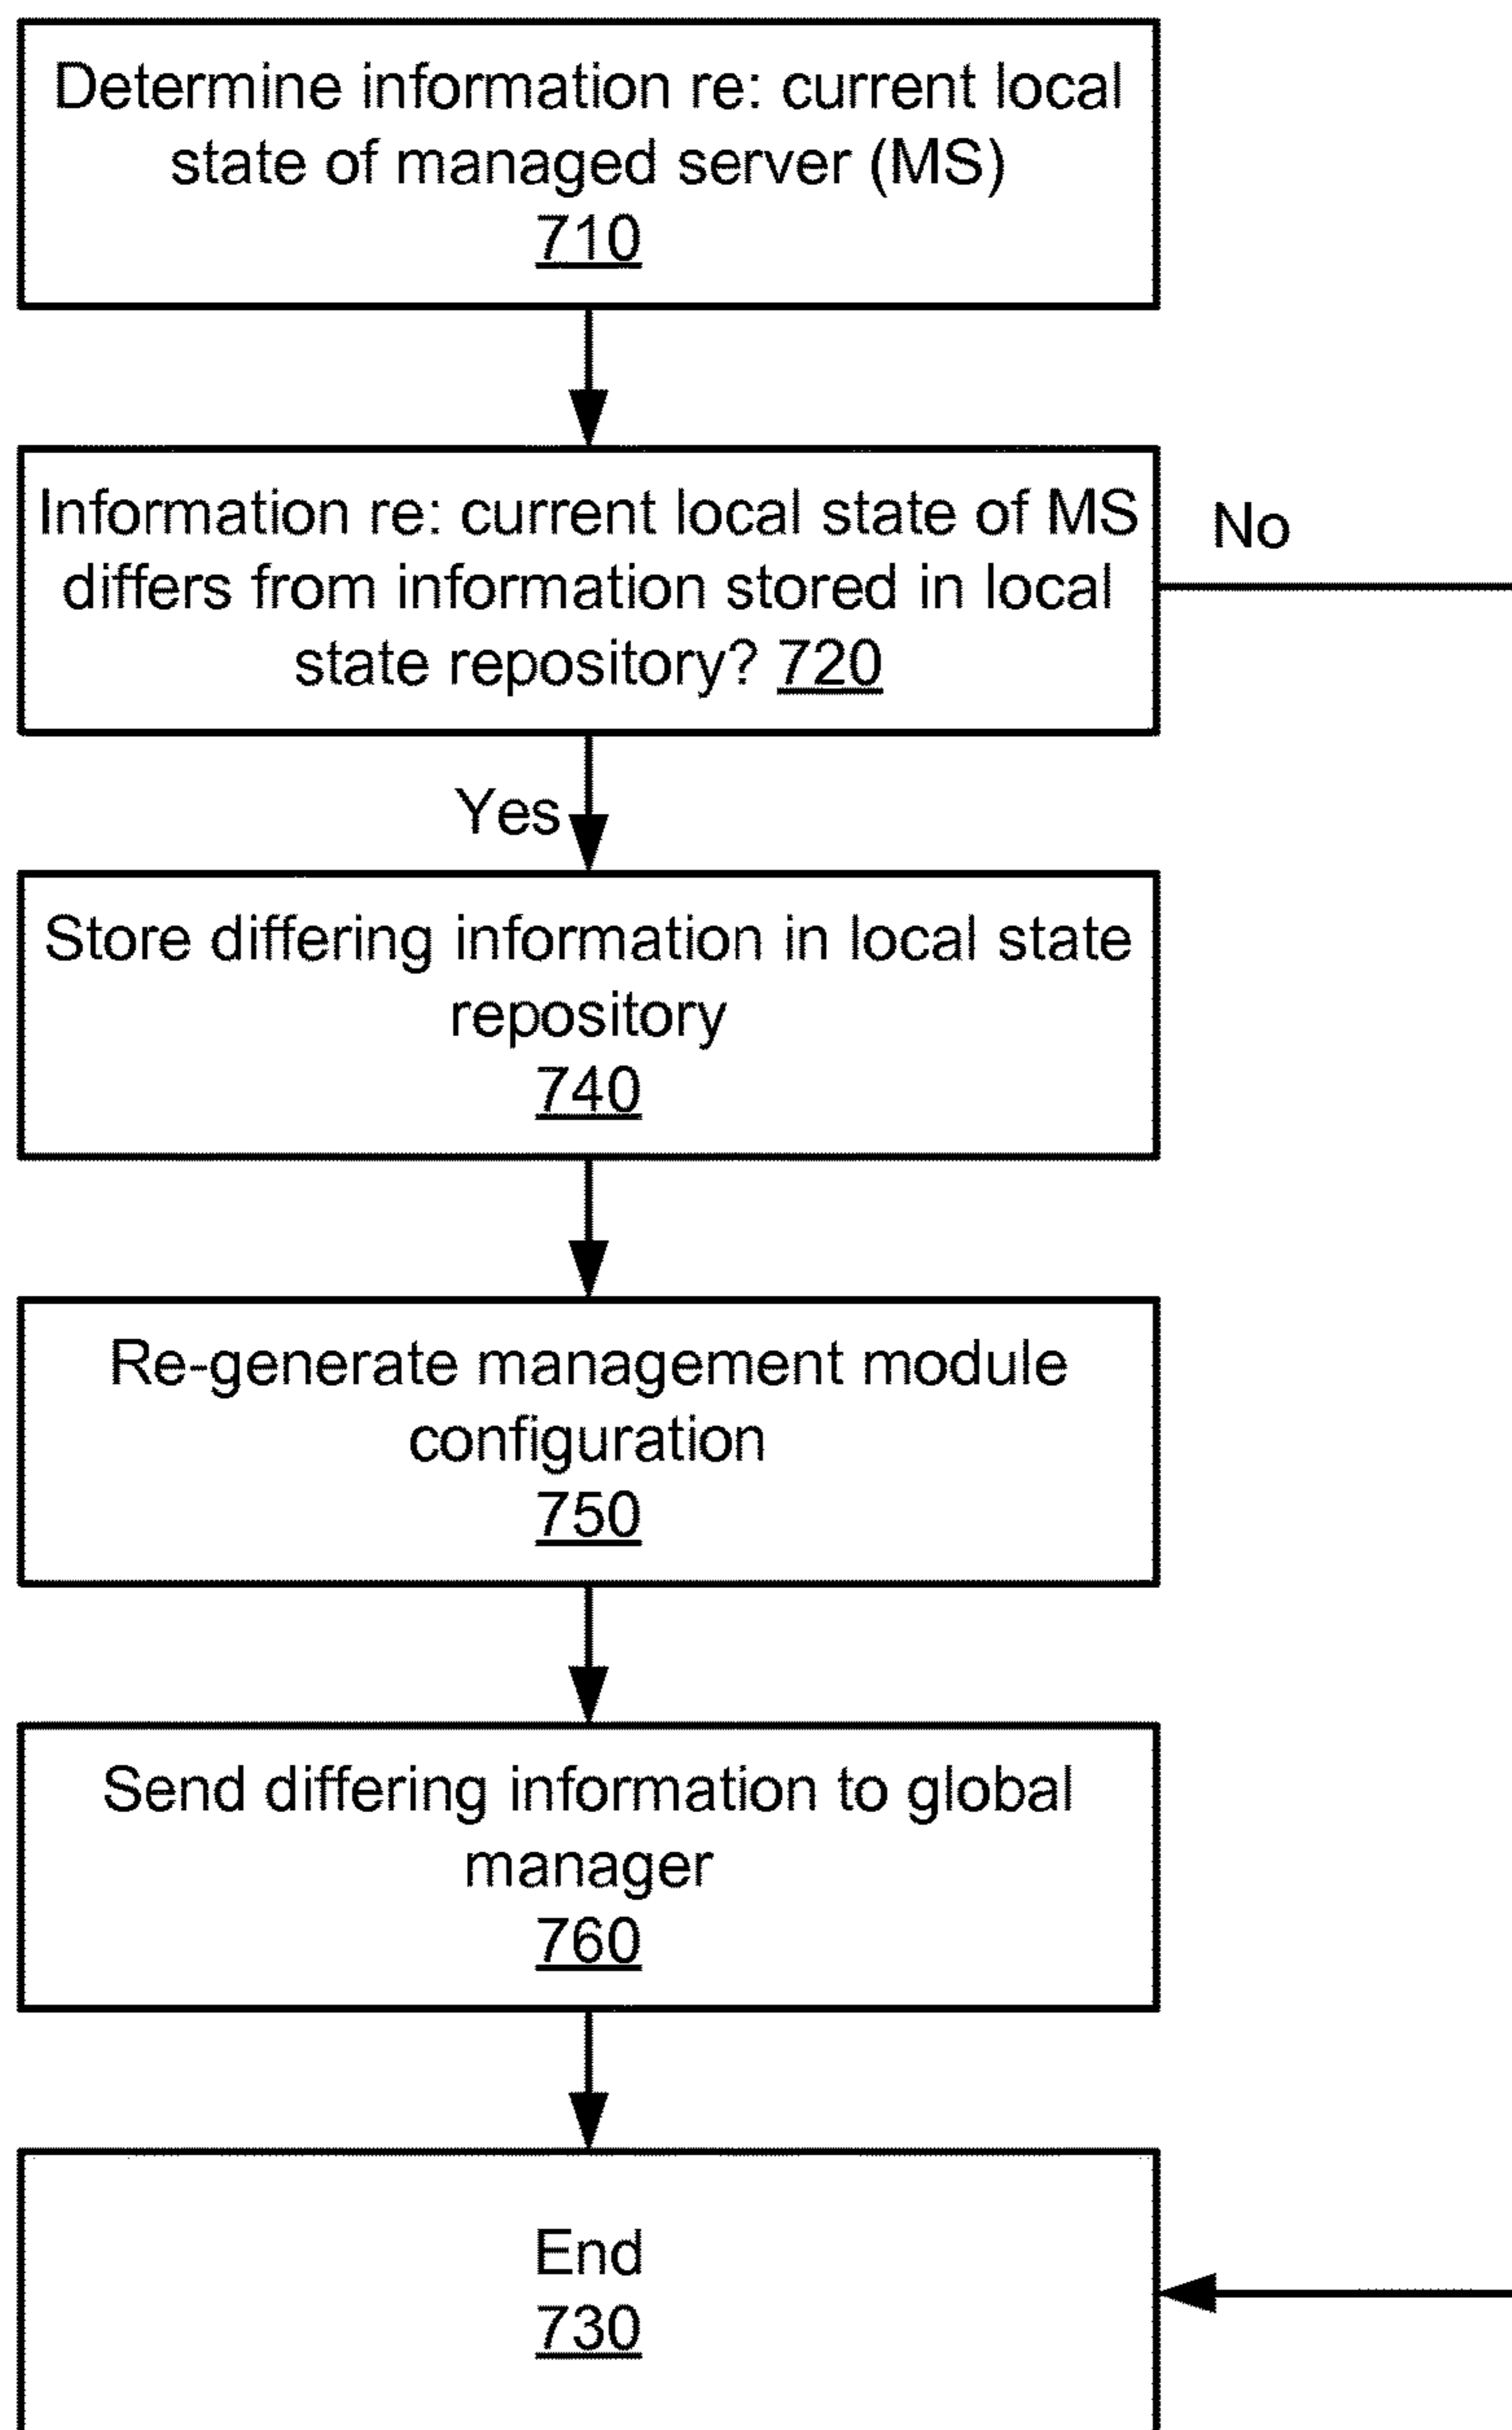 Determine information re: current local
state of managed server (MS)
710
Information re: current local state of MS
differs from information stored in local
state repository? 720
No
Yes
Store differing information in local state
repository
740
Re-generate management module
configuration
750
Send differing information to global
manager
760
End
730